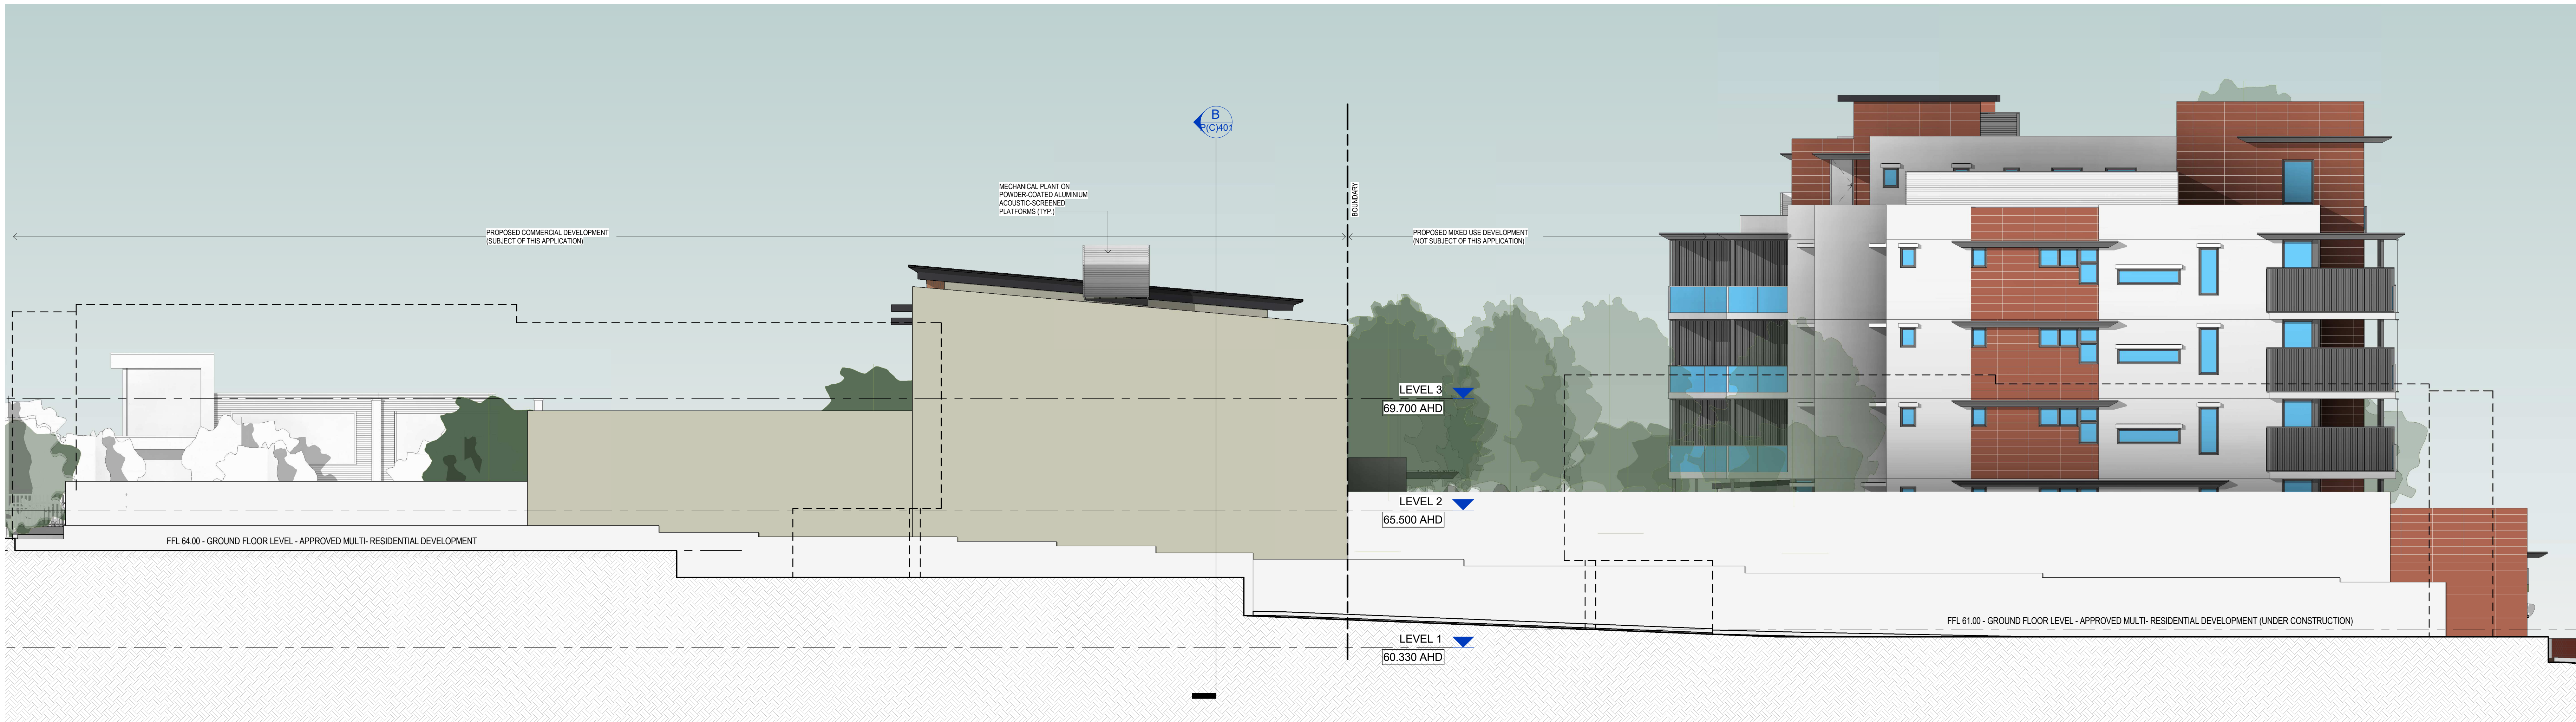 B
P(C)401
MECHANICAL PLANT ON
POWDER-COATED ALUMINIUM
ACOUSTIC-SCREENED
PLATFORMS (TYP.)
BOUNDARY
PROPOSED COMMERCIAL DEVELOPMENT
(SUBJECT OF THIS APPLICATION)
PROPOSED MIXED USE DEVELOPMENT
(NOT SUBJECT OF THIS APPLICATION)
LEVEL 3
69.700 AHD
LEVEL 2
65.500 AHD
FFL 64.00 - GROUND FLOOR LEVEL - APPROVED MULTI- RESIDENTIAL DEVELOPMENT
FFL 61.00 - GROUND FLOOR LEVEL - APPROVED MULTI- RESIDENTIAL DEVELOPMENT (UNDER CONSTRUCTION)
LEVEL 1
60.330 AHD